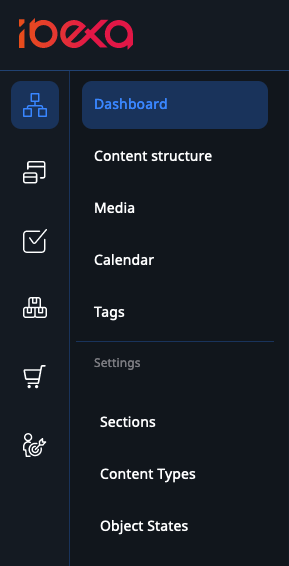 ibexa
Dashboard
Content structure
Media
Calendar
Tags
Settings
Sections
Content Types
Object States